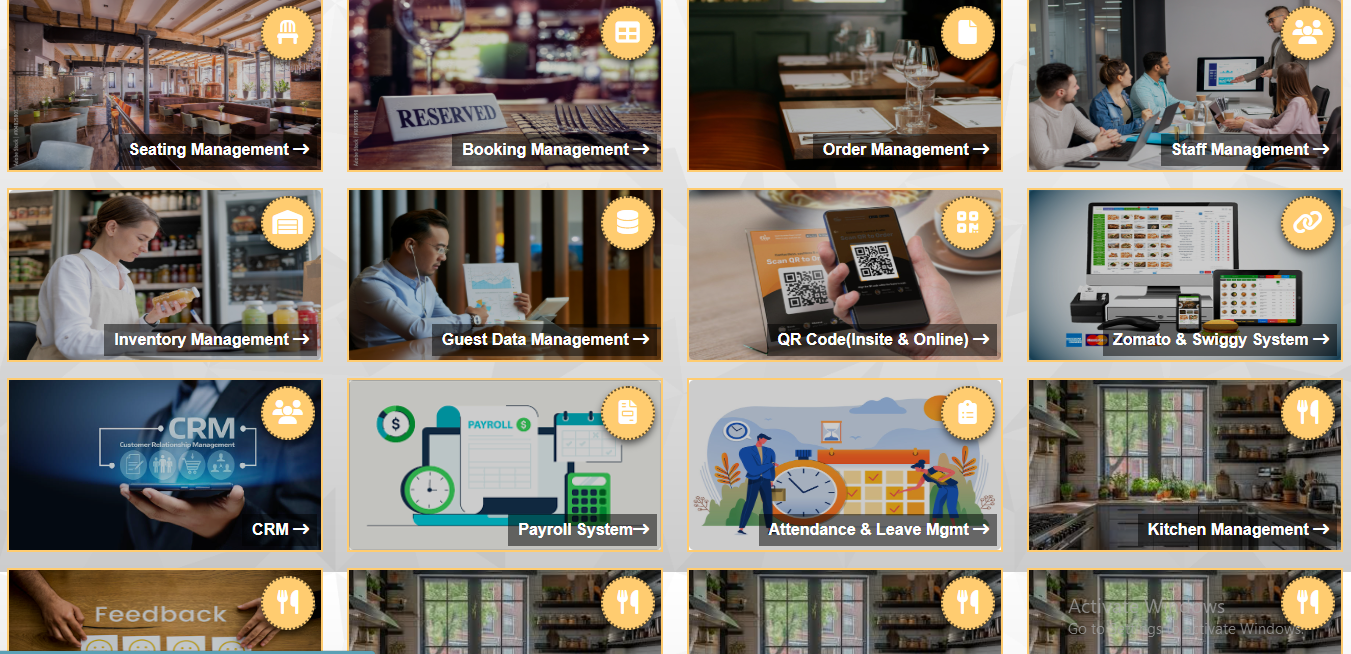 Seating Management →
RESERVED
Booking Management →
Order Management →
Staff Management →
Inventory Management →
Guest Data Management →
Scan QR to O
QR Code(Insite & Online) →
Zomato & Swiggy System →
CRM
Customer Relationship Management
CRM →
PAYROLL $
$
Payroll System→
Attendance & Leave Mgmt →
Kitchen Management →
Feedback
Activate Windows
Go to Settings to activate Windows.